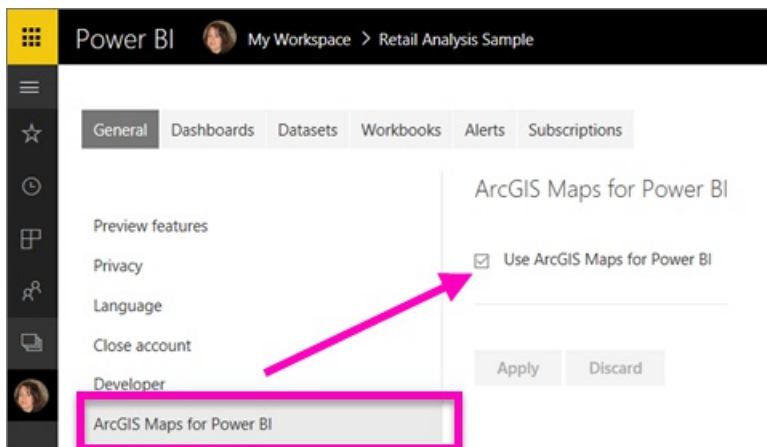 Power BI My Workspace > Retail Analysis Sample
General Dashboards Datasets Workbooks Alerts Subscriptions
ArcGIS Maps for Power BI
Use ArcGIS Maps for Power BI
Apply Discard
Preview features
Privacy
Language
Close account
Developer
ArcGIS Maps for Power BI